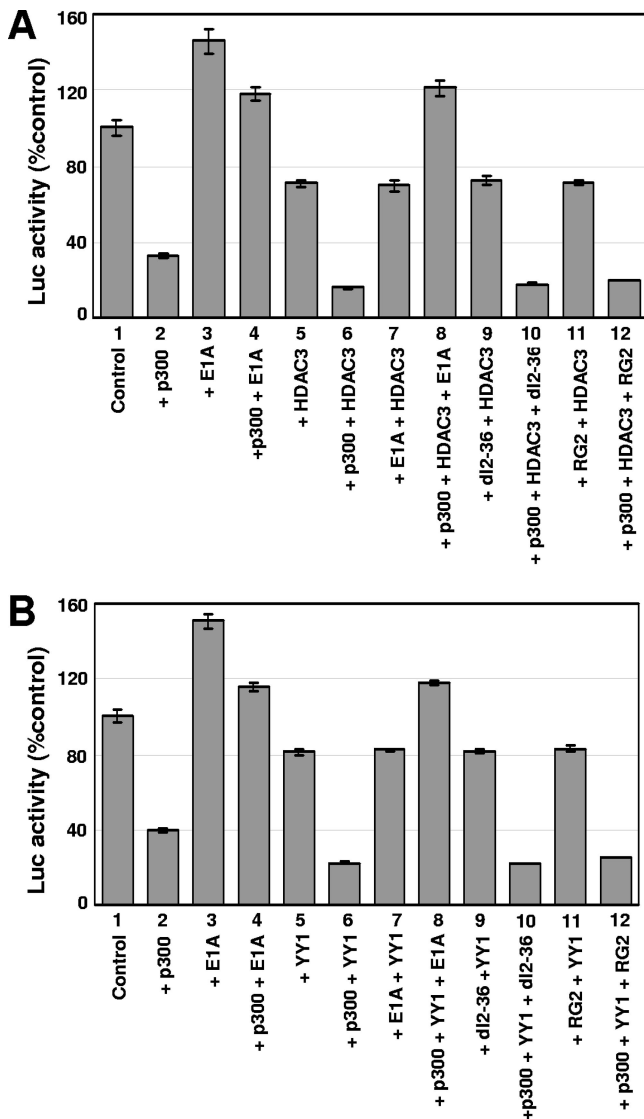 A
Luc activity (%control)
160
120
80
40
0
1 2 3 4 5 6 7 8 9 10 11 12
Control
+ p300
+ E1A
+p300 + E1A
+ HDAC3
+ p300 + HDAC3
+ E1A + HDAC3
+ p300 + HDAC3 + E1A
+ dl2-36 + HDAC3
+ p300 + HDAC3 + dl2-36
+ RG2 + HDAC3
+ p300 + HDAC3 + RG2
B
Luc activity (%control)
160
120
80
40
0
1 2 3 4 5 6 7 8 9 10 11 12
Control
+ p300
+ E1A
+ p300 + E1A
+ YY1
+ p300 + YY1
+ E1A + YY1
+ p300 + YY1 + E1A
+ dl2-36 +YY1
+p300 + YY1 + dl2-36
+ RG2 + YY1
+ p300 + YY1 + RG2